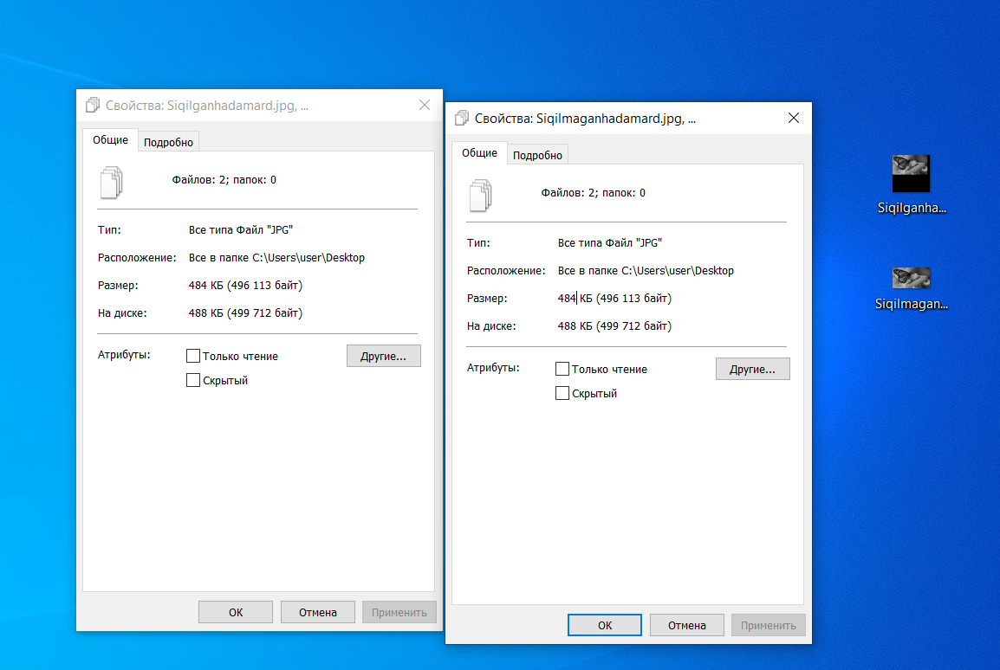 Свойства: Siqilganhadamard.jpg, ...
Общие
Подробно
Файлов: 2; папок: 0
Тип:
Все типа Файл "JPG"
Расположение:
Все в папке C:\Users\user\Desktop
Размер:
484 КБ (496 113 байт)
На диске:
488 КБ (499 712 байт)
Атрибуты:
Только чтение
Другие...
Скрытый
ОК
Отмена
Применить
Свойства: Siqilmaganhadamard.jpg, ...
Общие
Подробно
Файлов: 2; папок: 0
Тип:
Все типа Файл "JPG"
Расположение:
Все в папке C:\Users\user\Desktop
Размер:
484 КБ (496 113 байт)
На диске:
488 КБ (499 712 байт)
Атрибуты:
Только чтение
Другие...
Скрытый
ОК
Отмена
Применить
Siqilganha...
Siqilmagan...